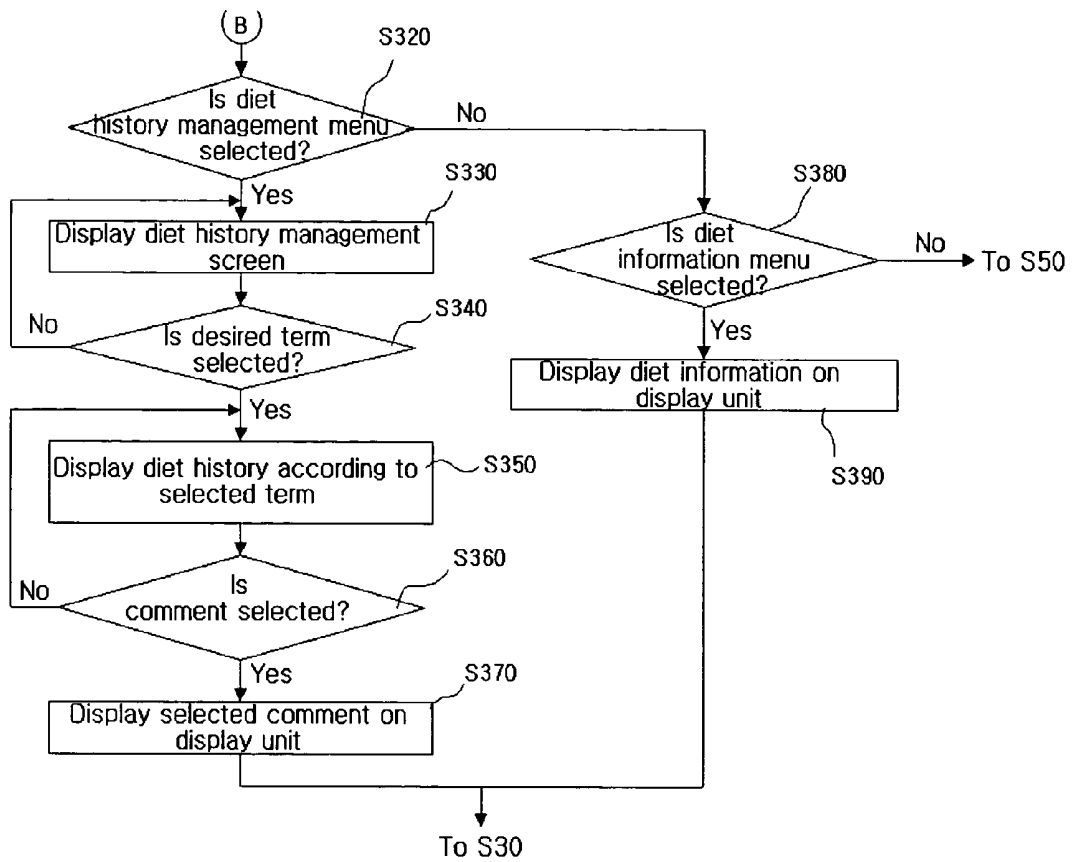 (B)
S320
Is diet
history management menu
selected?
No
Yes
S330
Display diet history management
screen
S380
Is diet
information menu
selected?
No
To S50
No
S340
Is desired term
selected?
Yes
Yes
Display diet information on
display unit
S390
Display diet history according to
selected term
S350
S360
No
Is
comment selected?
Yes
S370
Display selected comment on
display unit
To S30